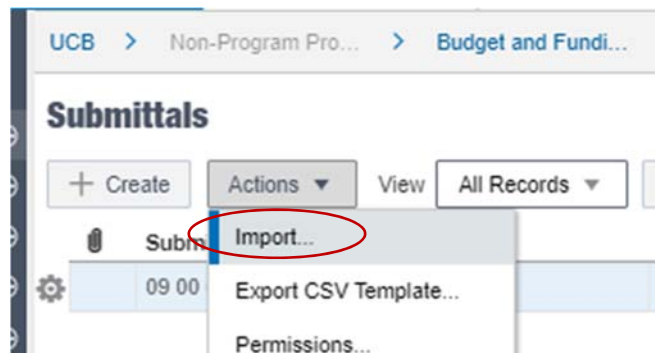 UCB > Non-Program Pro... > Budget and Fundi...
Submittals
+ Create Actions ▼ View All Records ▼
Subm
Import...
09 00
Export CSV Template...
Permissions...